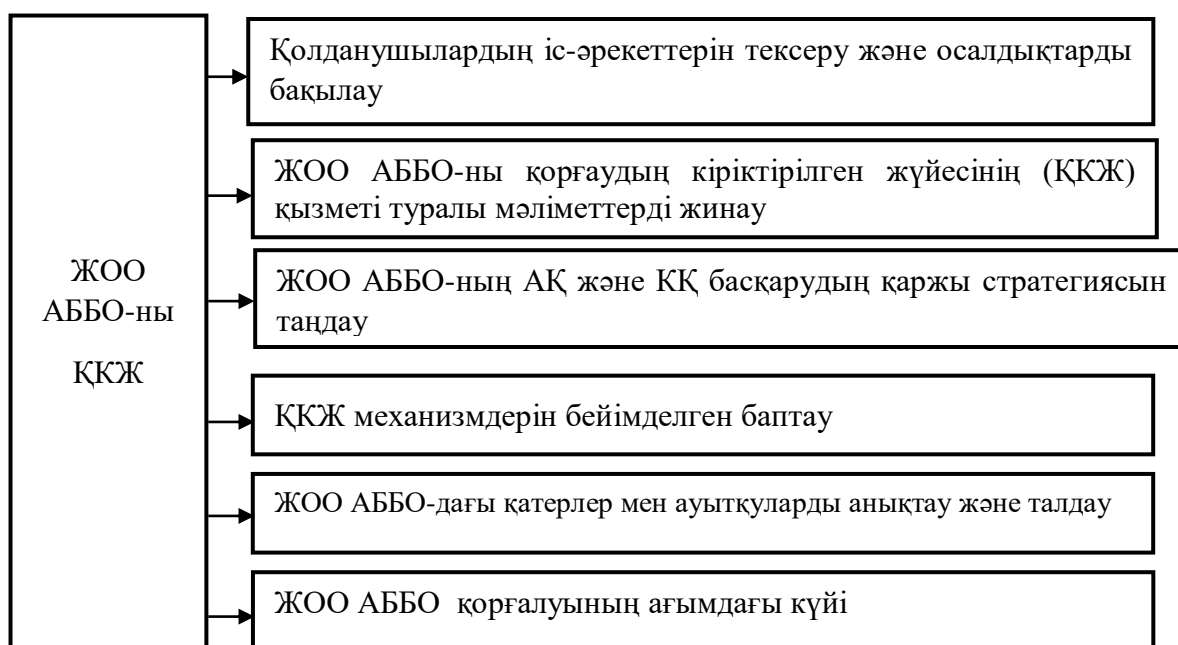 Қолданушылардың іс-әрекеттерін тексеру және осалдықтарды
бақылау
ЖОО АББО-ны қорғаудың кіріктірілген жүйесінің (ҚКЖ)
қызметі туралы мәліметтерді жинау
ЖОО
АББО-ны
ҚКЖ
ЖОО АББО-ның АҚ және КҚ басқарудың қаржы стратегиясын
таңдау
ҚКЖ механизмдерін бейімделген баптау
ЖОО АББО-дағы қатерлер мен ауытқуларды анықтау және талдау
ЖОО АББО қорғалуының ағымдағы күйі